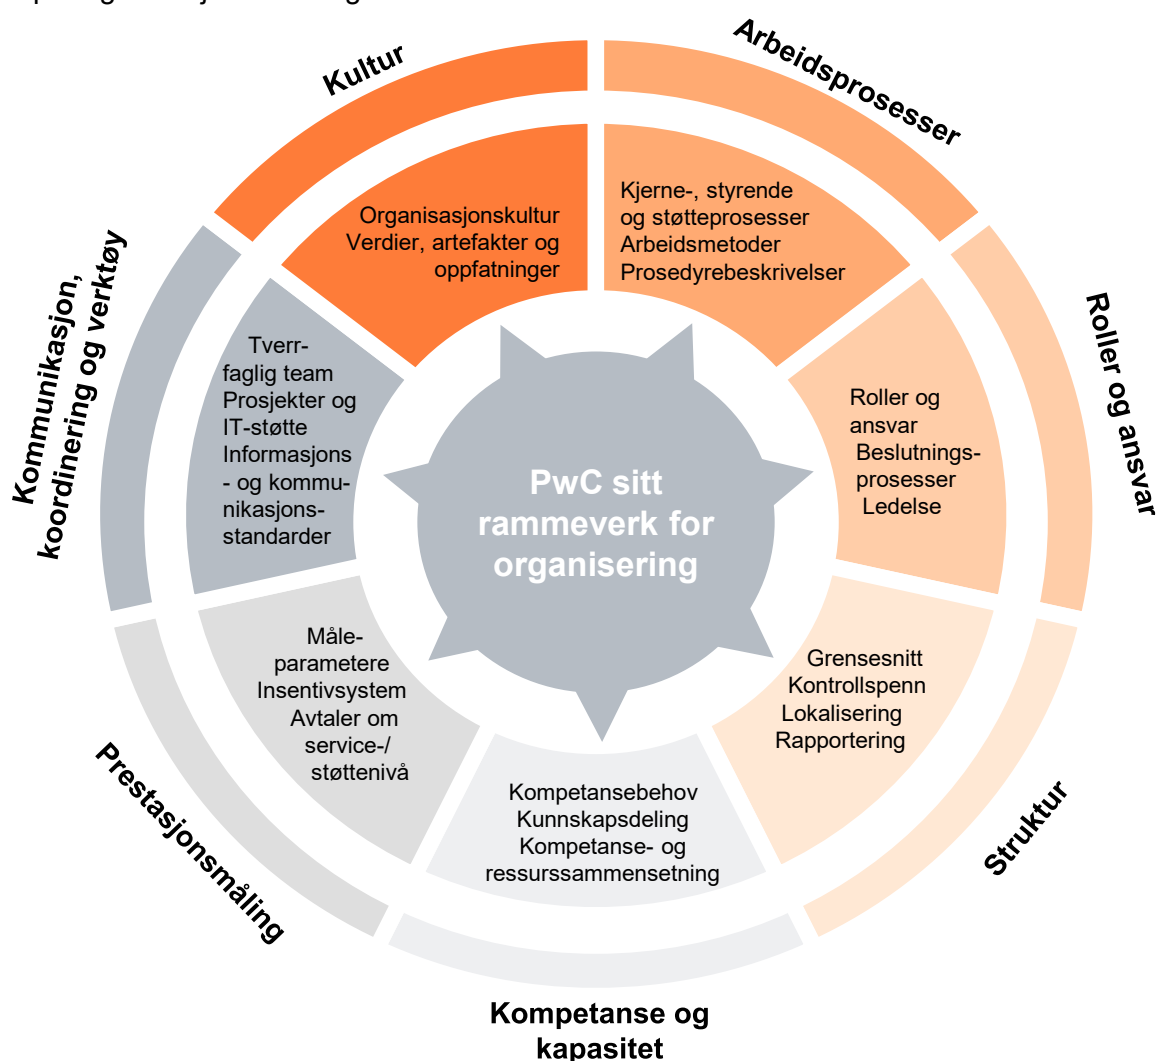 Kultur
Arbeidsprosesser
Organisasjonskultur
Verdier, artefakter og
oppfatninger
Kjerne-, styrende
og støtteprosesser
Arbeidsmetoder
Prosedyrebeskrivelser
Kommunikasjon,
koordinering og verktøy
Tverr-
faglig team
Prosjekter og
IT-støtte
Informasjons
- og kommu-
nikasjons-
standarder
PwC sitt
rammeverk for
organisering
Roller og
ansvar
Beslutnings-
prosesser
Ledelse
Roller og ansvar
Måle-
parametere
Insentivsystem
Avtaler om
service-/
støttenivå
Prestasjonsmåling
Grensesnitt
Kontrollspenn
Lokalisering
Rapportering
Struktur
Kompetansebehov
Kunnskapsdeling
Kompetanse- og
ressurssammensetning
Kompetanse og
kapasitet